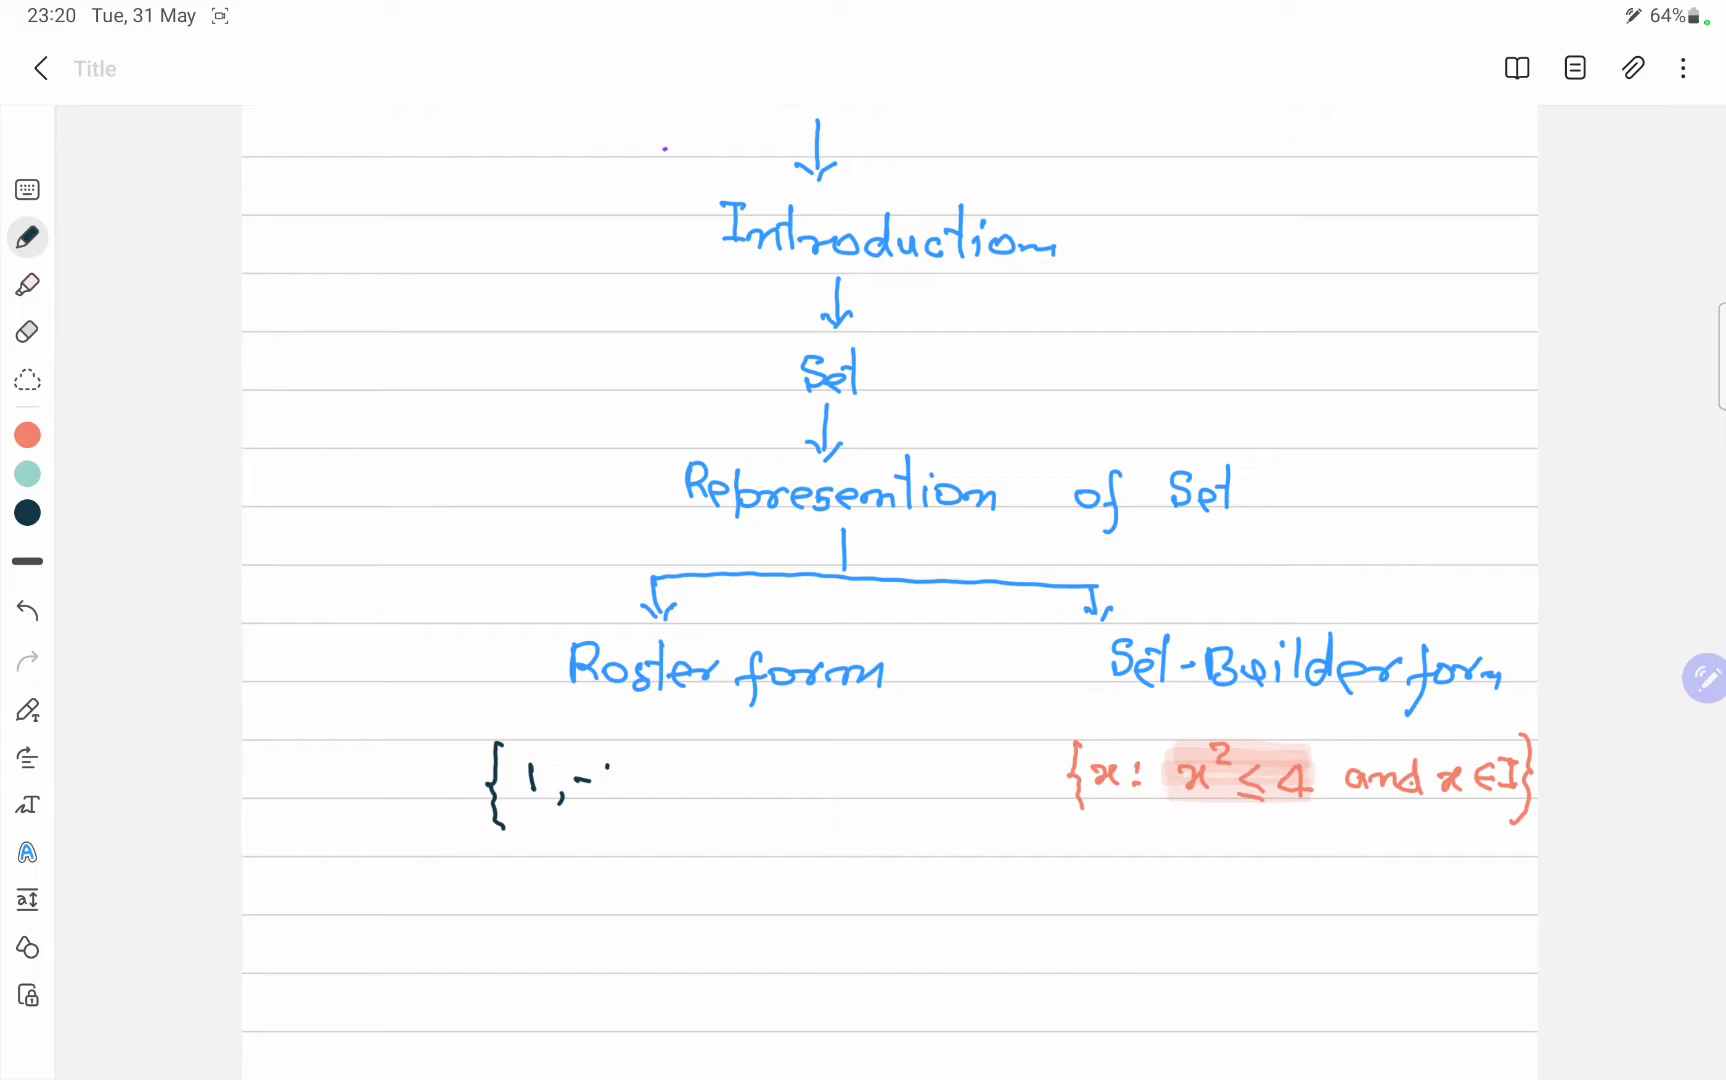 23:20 Tue, 31 May 64%
Title
Introduction
Set
Represention of Set
Roster form Set-Builder form
{1, - {x: x² ≤ 4 and x ∈ I}